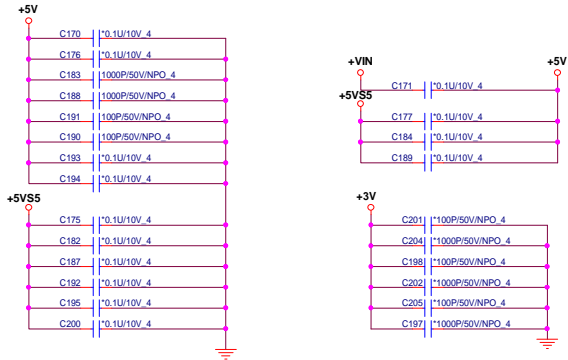 +5V
C170 *0.1U/10V_4
C176 *0.1U/10V_4
C183 1000P/50V/NPO_4
C188 1000P/50V/NPO_4
C191 100P/50V/NPO_4
C190 100P/50V/NPO_4
C193 *0.1U/10V_4
C194 *0.1U/10V_4
+5VS5
C175 *0.1U/10V_4
C182 *0.1U/10V_4
C187 *0.1U/10V_4
C192 *0.1U/10V_4
C195 *0.1U/10V_4
C200 *0.1U/10V_4
+VIN +5V
C171 *0.1U/10V_4
+5VS5
C177 *0.1U/10V_4
C184 *0.1U/10V_4
C189 *0.1U/10V_4
+3V
C201 *100P/50V/NPO_4
C204 *1000P/50V/NPO_4
C198 *100P/50V/NPO_4
C202 *1000P/50V/NPO_4
C205 *100P/50V/NPO_4
C197 *1000P/50V/NPO_4